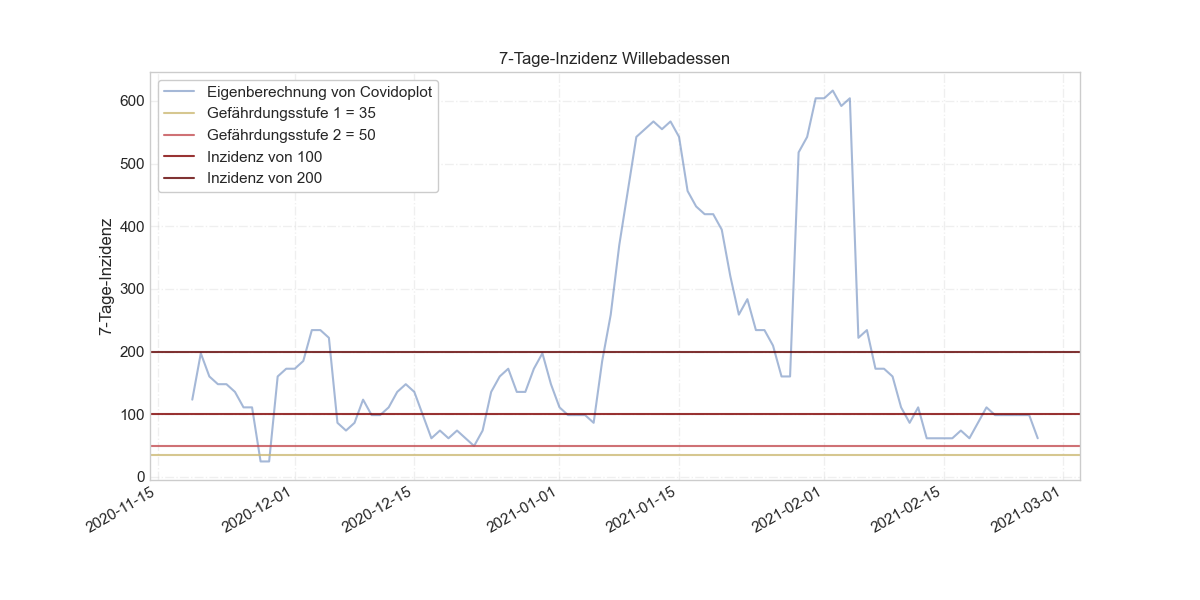 7-Tage-Inzidenz Willebadessen
Eigenberechnung von Covidoplot
Gefährdungsstufe 1 = 35
Gefährdungsstufe 2 = 50
Inzidenz von 100
Inzidenz von 200
7-Tage-Inzidenz
600
500
400
300
200
100
0
2020-11-15
2020-12-01
2020-12-15
2021-01-01
2021-01-15
2021-02-01
2021-02-15
2021-03-01